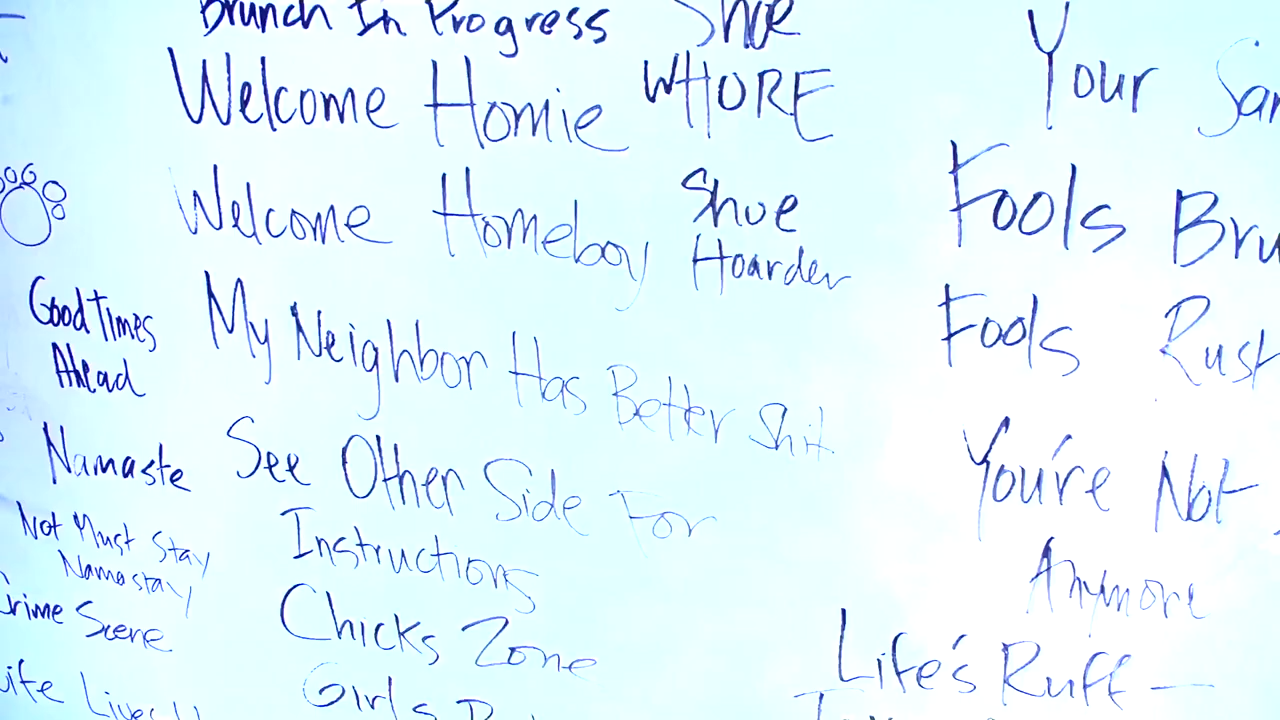 Brunch In Progress
Welcome Homie
Welcome Homeboy
Shoe
WHORE
Shoe
Hoarder
Good Times
Ahead
My Neighbor Has Better Shit
Namaste
Not Must Stay
Namastay
Crime Scene
See Other Side For
Instructions
Chicks Zone
Girls
Your
Fools
Fools
You're Not
Anymore
Life's Ruff —